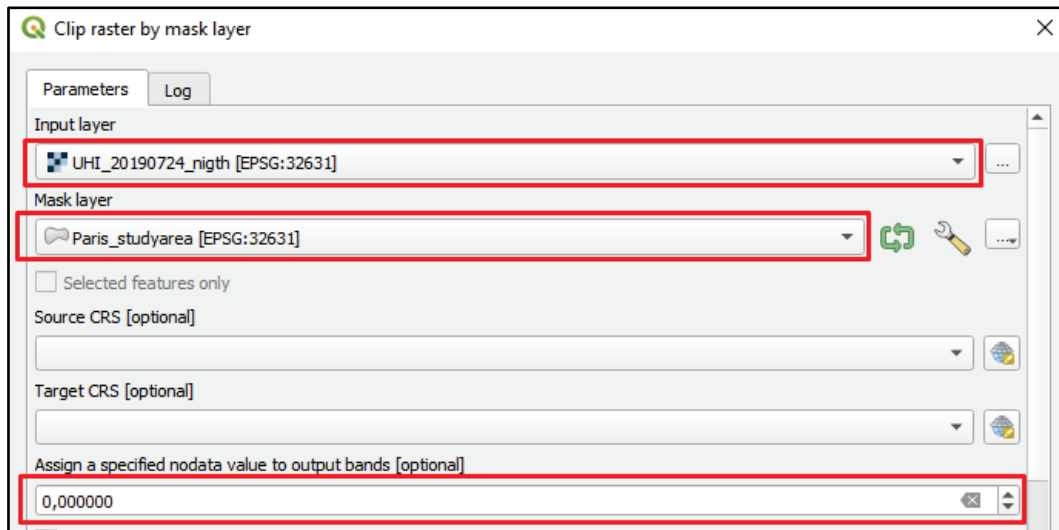 Clip raster by mask layer
Parameters Log
Input layer
UHI_20190724_nigth [EPSG:32631]
...
Mask layer
Paris_studyarea [EPSG:32631]
...
Selected features only
Source CRS [optional]
Target CRS [optional]
Assign a specified nodata value to output bands [optional]
0,000000